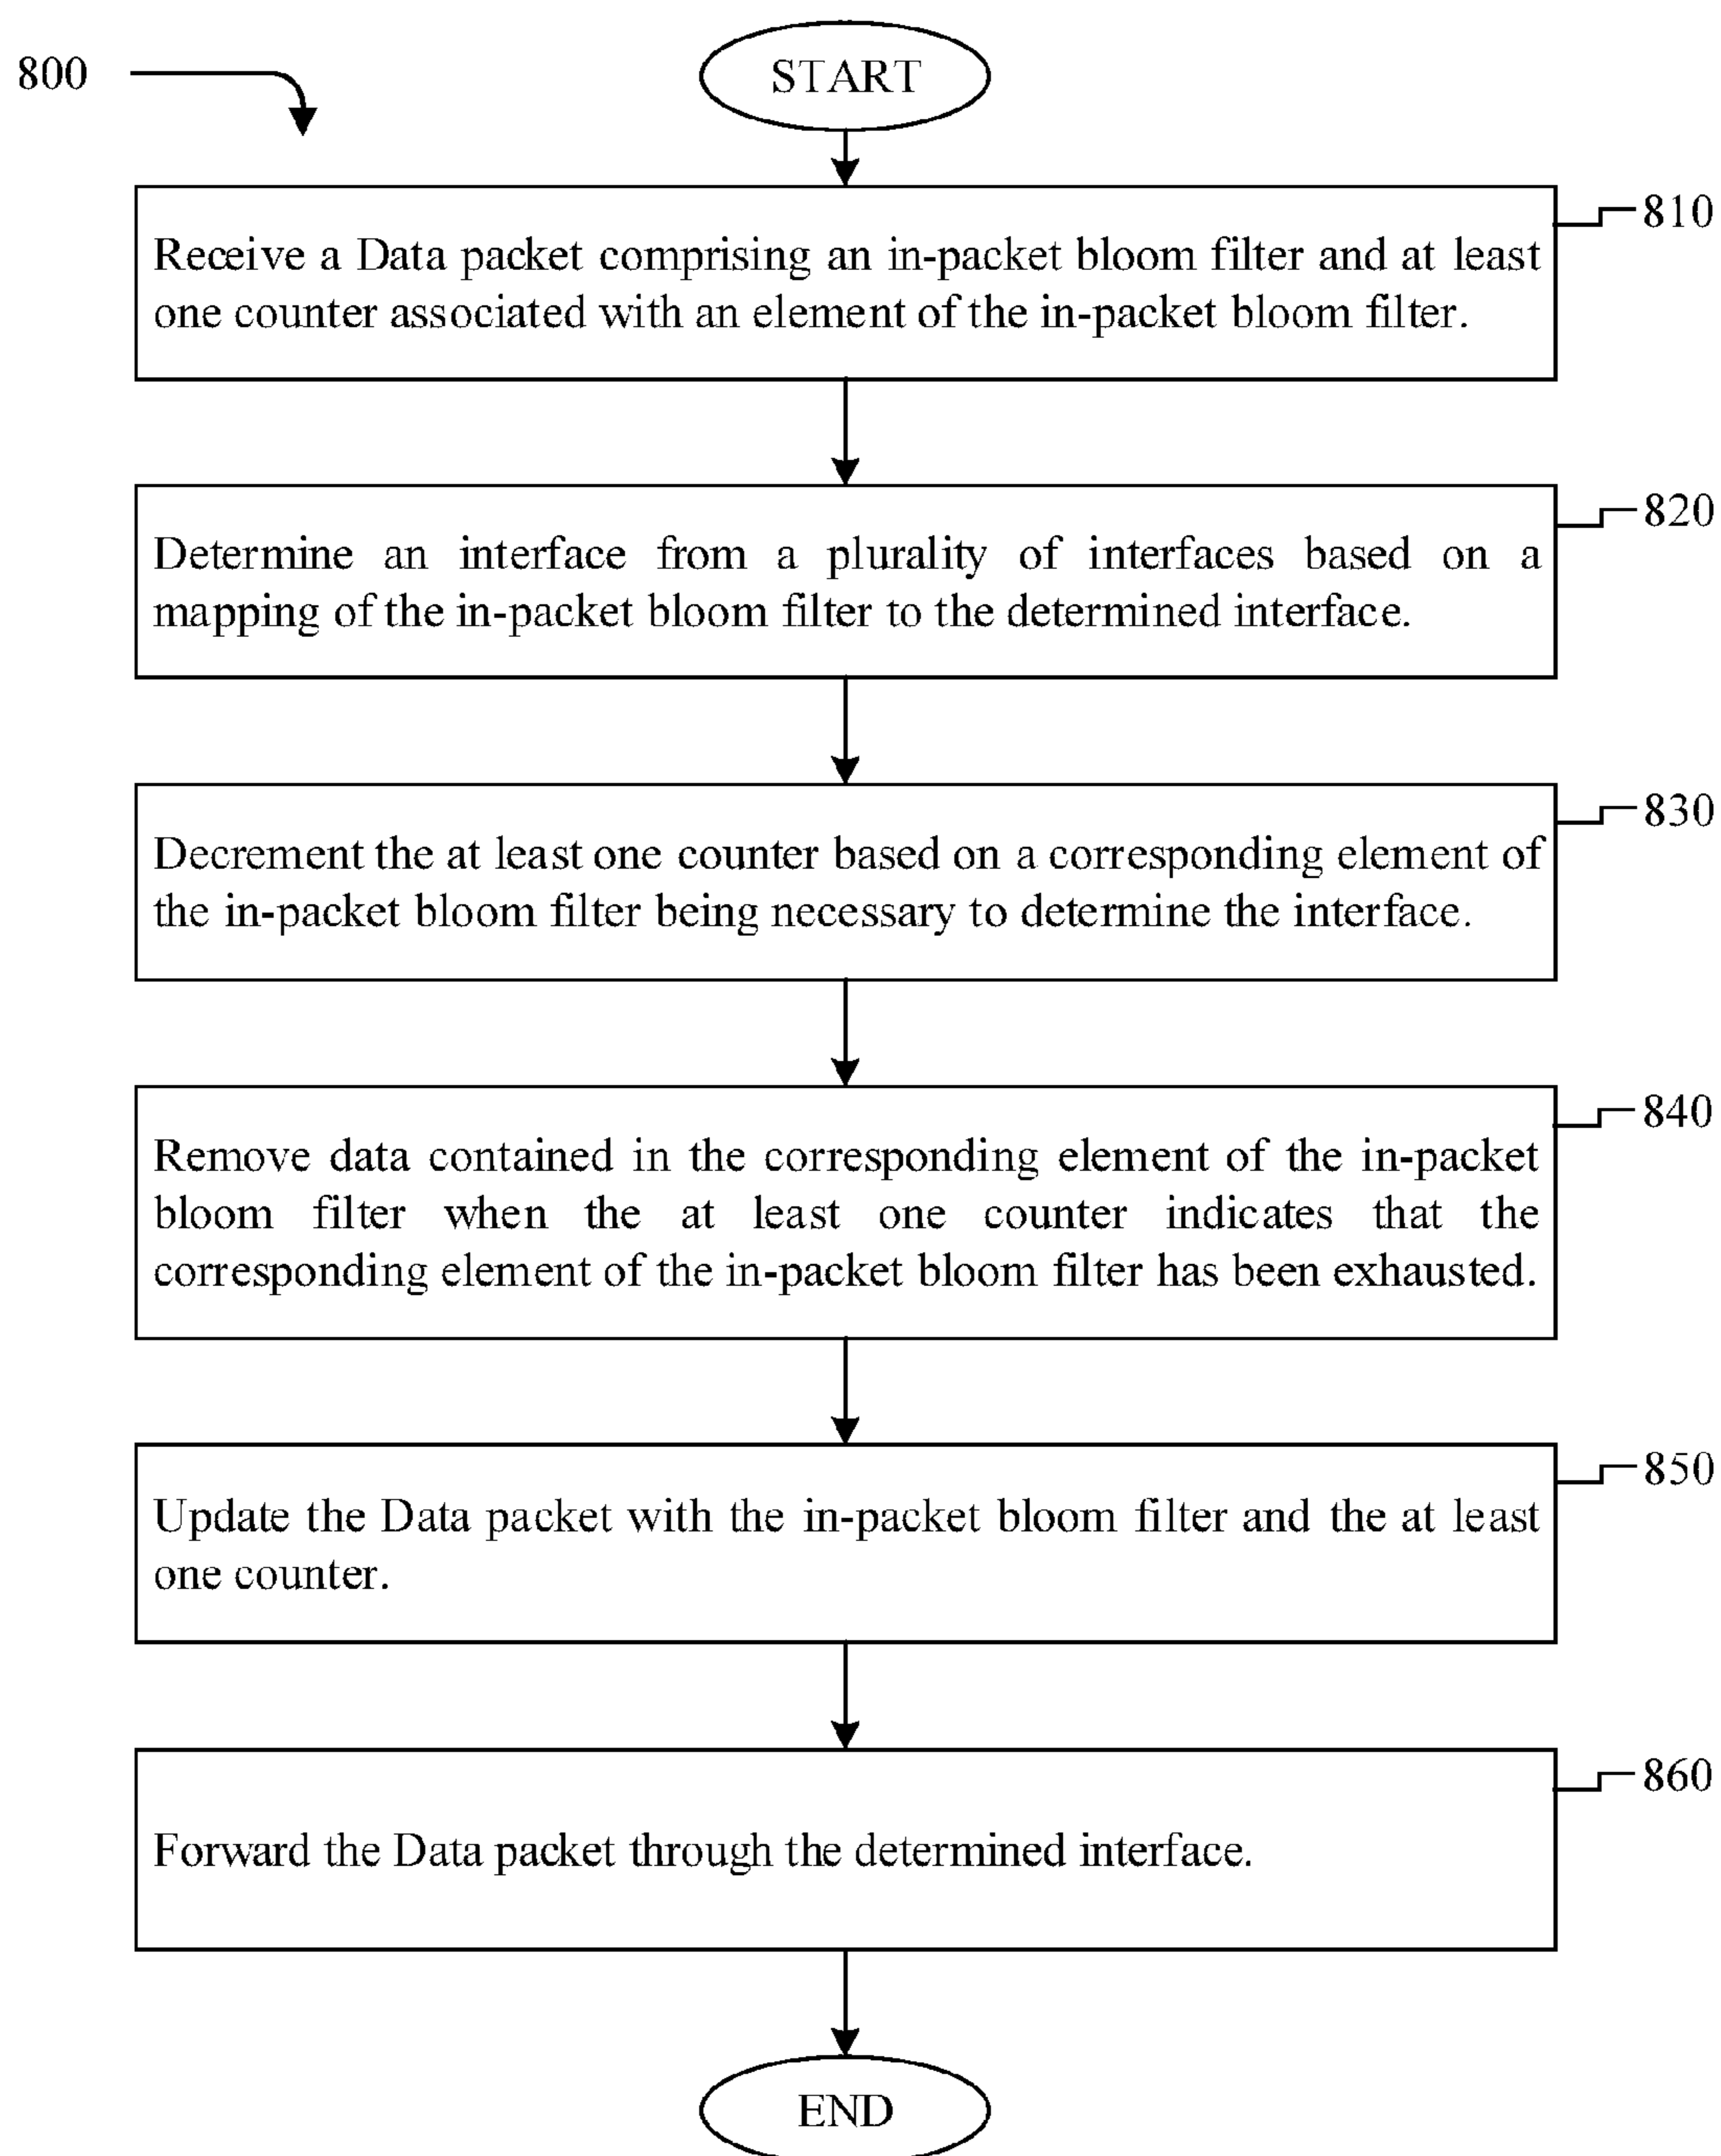 800
START
810
Receive a Data packet comprising an in-packet bloom filter and at least
one counter associated with an element of the in-packet bloom filter.
820
Determine an interface from a plurality of interfaces based on a
mapping of the in-packet bloom filter to the determined interface.
830
Decrement the at least one counter based on a corresponding element of
the in-packet bloom filter being necessary to determine the interface.
840
Remove data contained in the corresponding element of the in-packet
bloom filter when the at least one counter indicates that the
corresponding element of the in-packet bloom filter has been exhausted.
850
Update the Data packet with the in-packet bloom filter and the at least
one counter.
860
Forward the Data packet through the determined interface.
END